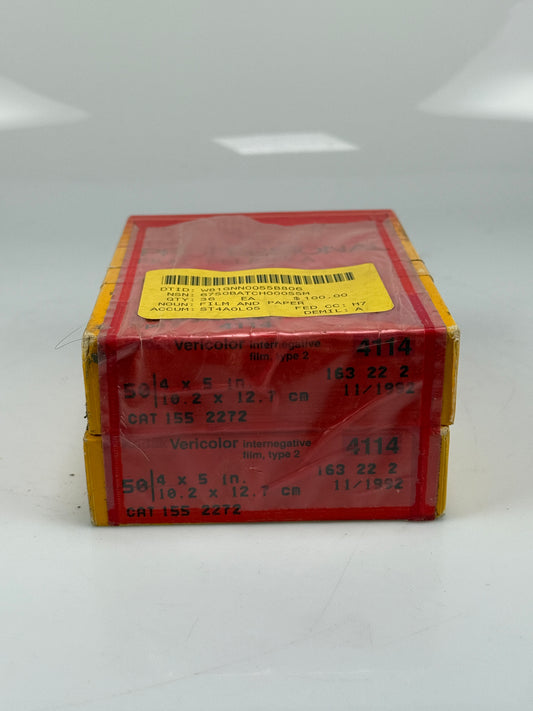 DTID: W81GNN0055B806
NSN: 6750BATCH00055M
QTY: 36 EA. $100.00
NOUN: FILM AND PAPER FED CC: M7
ACCUM: ST4A0L05 DEMIL: A
Vericolor internegative film, type 2 4114
50 4 x 5 in. 163 22 2
10.2 x 12.7 cm 11/1992
CAT 155 2272
Vericolor internegative film, type 2 4114
50 4 x 5 in. 163 22 2
10.2 x 12.7 cm 11/1992
CAT 155 2272